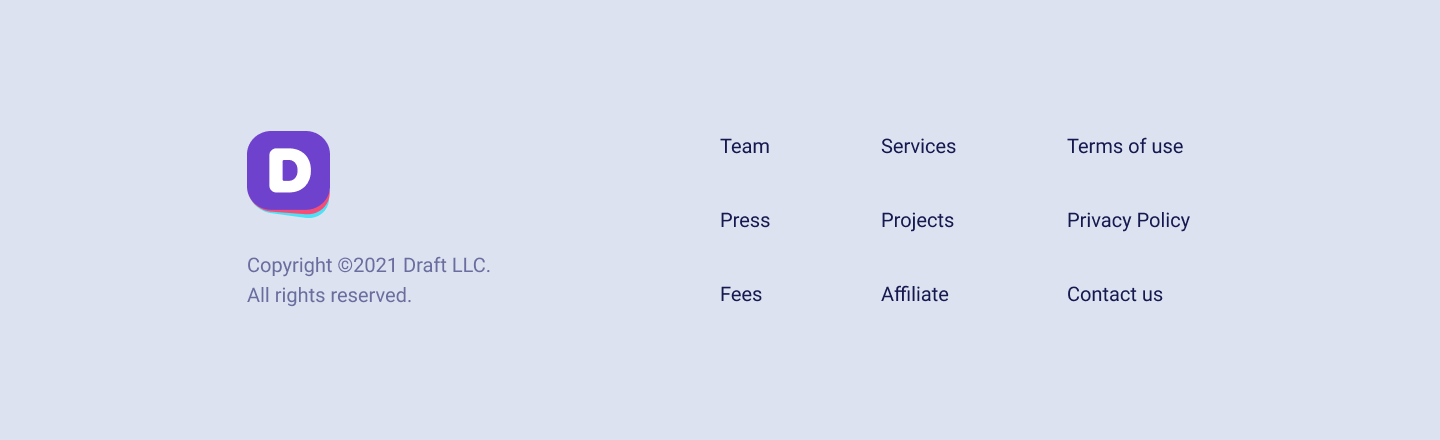 D
Copyright ©2021 Draft LLC.
All rights reserved.
Team
Press
Fees
Services
Projects
Affiliate
Terms of use
Privacy Policy
Contact us